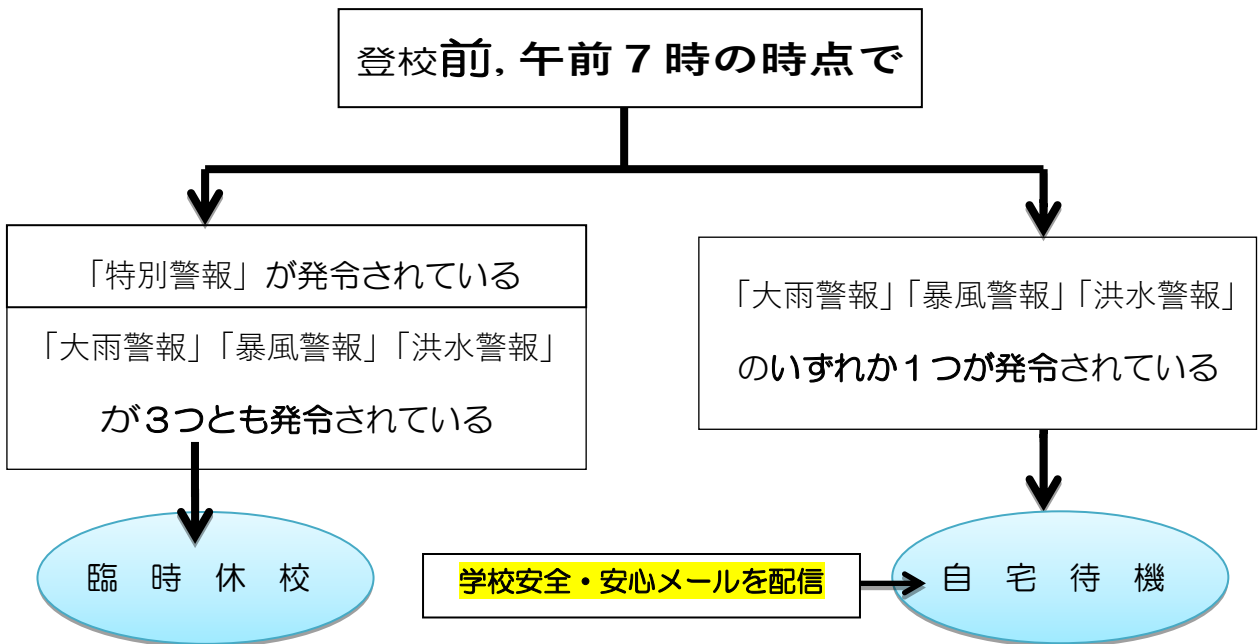 登校前，午前７時の時点で
「特別警報」が発令されている
「大雨警報」「暴風警報」「洪水警報」
が３つとも発令されている
「大雨警報」「暴風警報」「洪水警報」
のいずれか１つが発令されている
臨　時　休　校
学校安全・安心メールを配信
自　宅　待　機